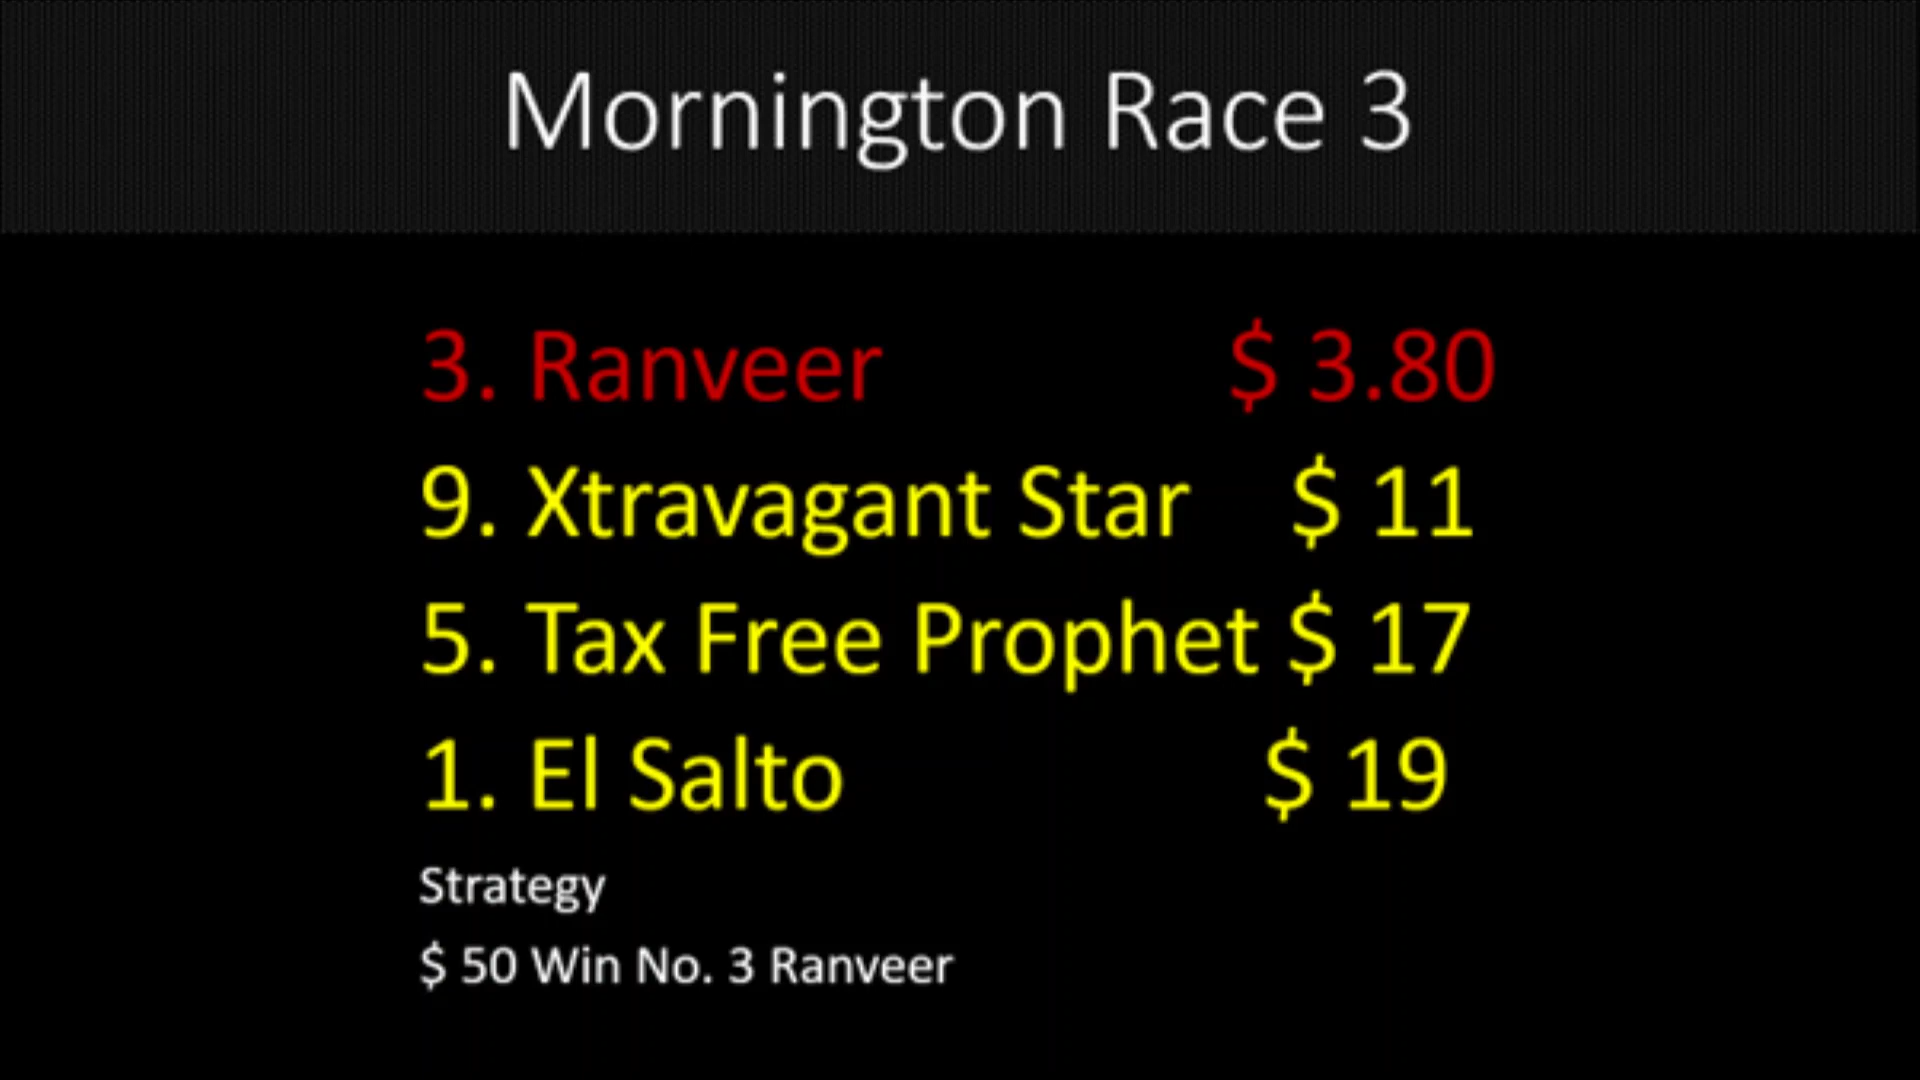 Mornington Race 3
3. Ranveer $ 3.80
9. Xtravagant Star $ 11
5. Tax Free Prophet $ 17
1. El Salto $ 19
Strategy
$ 50 Win No. 3 Ranveer